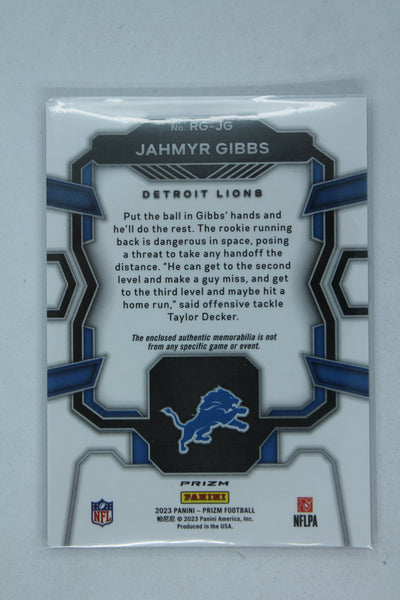 No. RG-JG
JAHMYR GIBBS
DETROIT LIONS
Put the ball in Gibbs' hands and
he'll do the rest. The rookie running
back is dangerous in space, posing
a threat to take any handoff the
distance. "He can get to the second
level and make a guy miss, and get
to the third level and maybe hit a
home run," said offensive tackle
Taylor Decker.
The enclosed authentic memorabilia is not
from any specific game or event.
PRIZM
PANINI
NFL
NFLPA
2023 PANINI – PRIZM FOOTBALL
帕尼尼 © 2023 Panini America, Inc.
Produced in the USA.